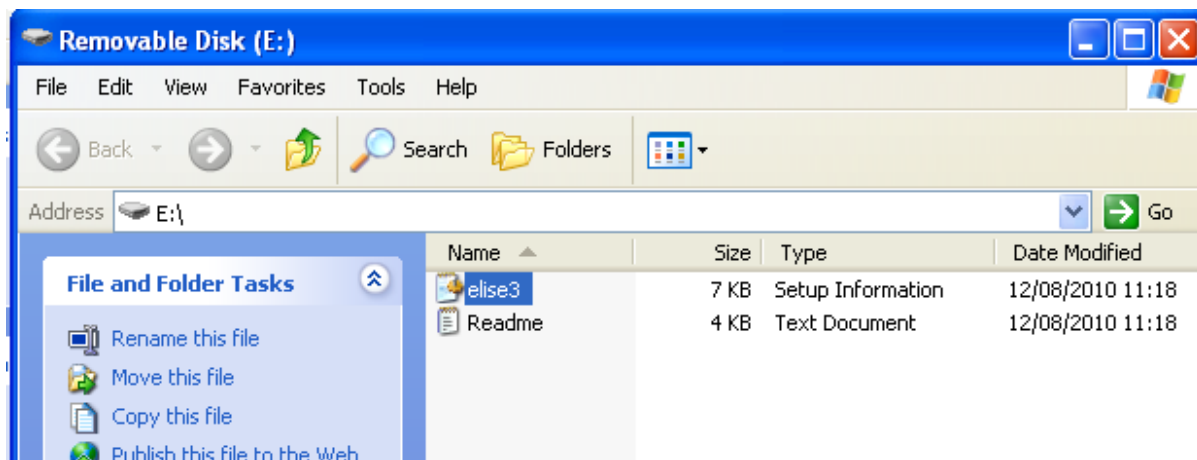 Removable Disk (E:)
File Edit View Favorites Tools Help
Back Search Folders
Address E:\ Go
Name Size Type Date Modified
File and Folder Tasks
elise3 7 KB Setup Information 12/08/2010 11:18
Readme 4 KB Text Document 12/08/2010 11:18
Rename this file
Move this file
Copy this file
Publish this file to the Web